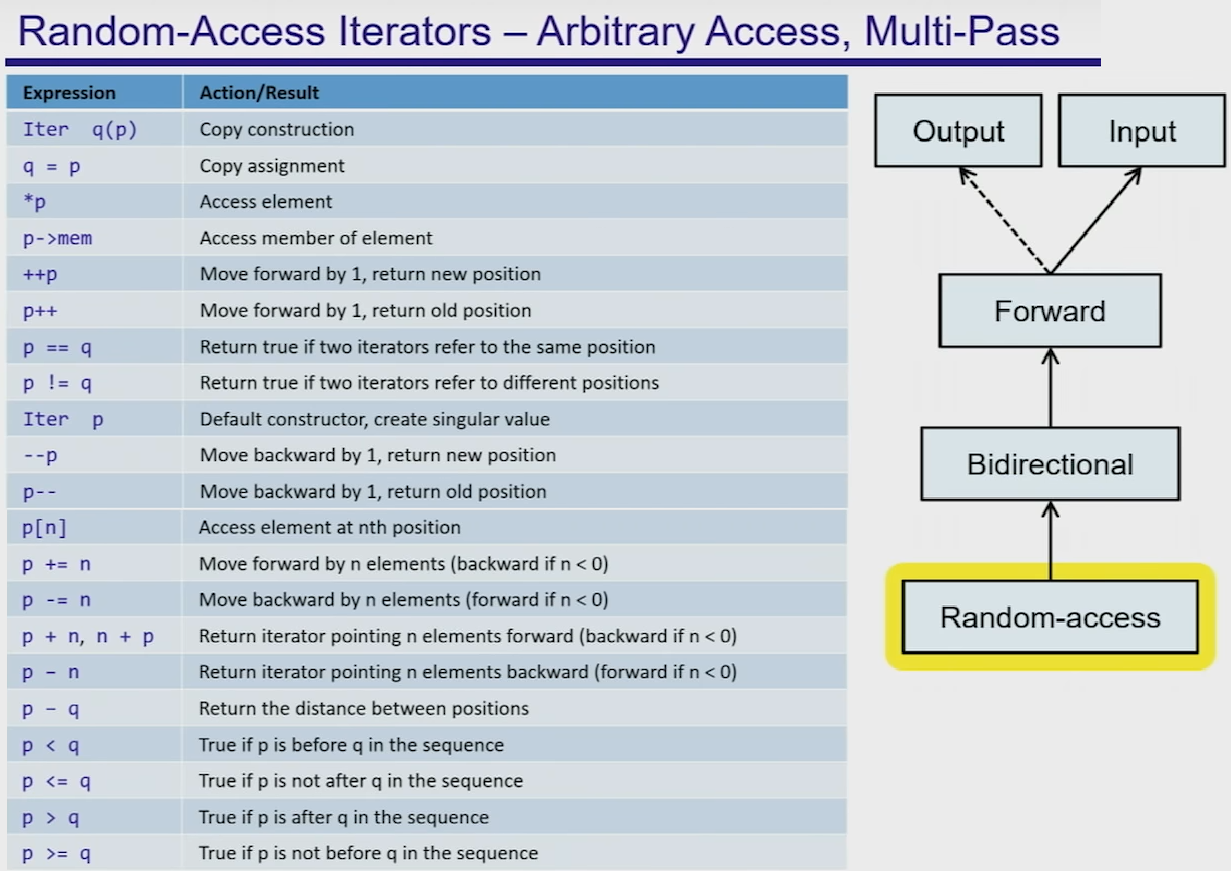 Random-Access Iterators – Arbitrary Access, Multi-Pass
Expression Action/Result
Iter q(p) Copy construction
q = p Copy assignment
*p Access element
p->mem Access member of element
++p Move forward by 1, return new position
p++ Move forward by 1, return old position
p == q Return true if two iterators refer to the same position
p != q Return true if two iterators refer to different positions
Iter p Default constructor, create singular value
--p Move backward by 1, return new position
p-- Move backward by 1, return old position
p[n] Access element at nth position
p += n Move forward by n elements (backward if n < 0)
p -= n Move backward by n elements (forward if n < 0)
p + n, n + p Return iterator pointing n elements forward (backward if n < 0)
p - n Return iterator pointing n elements backward (forward if n < 0)
p - q Return the distance between positions
p < q True if p is before q in the sequence
p <= q True if p is not after q in the sequence
p > q True if p is after q in the sequence
p >= q True if p is not before q in the sequence
Output Input
Forward
Bidirectional
Random-access